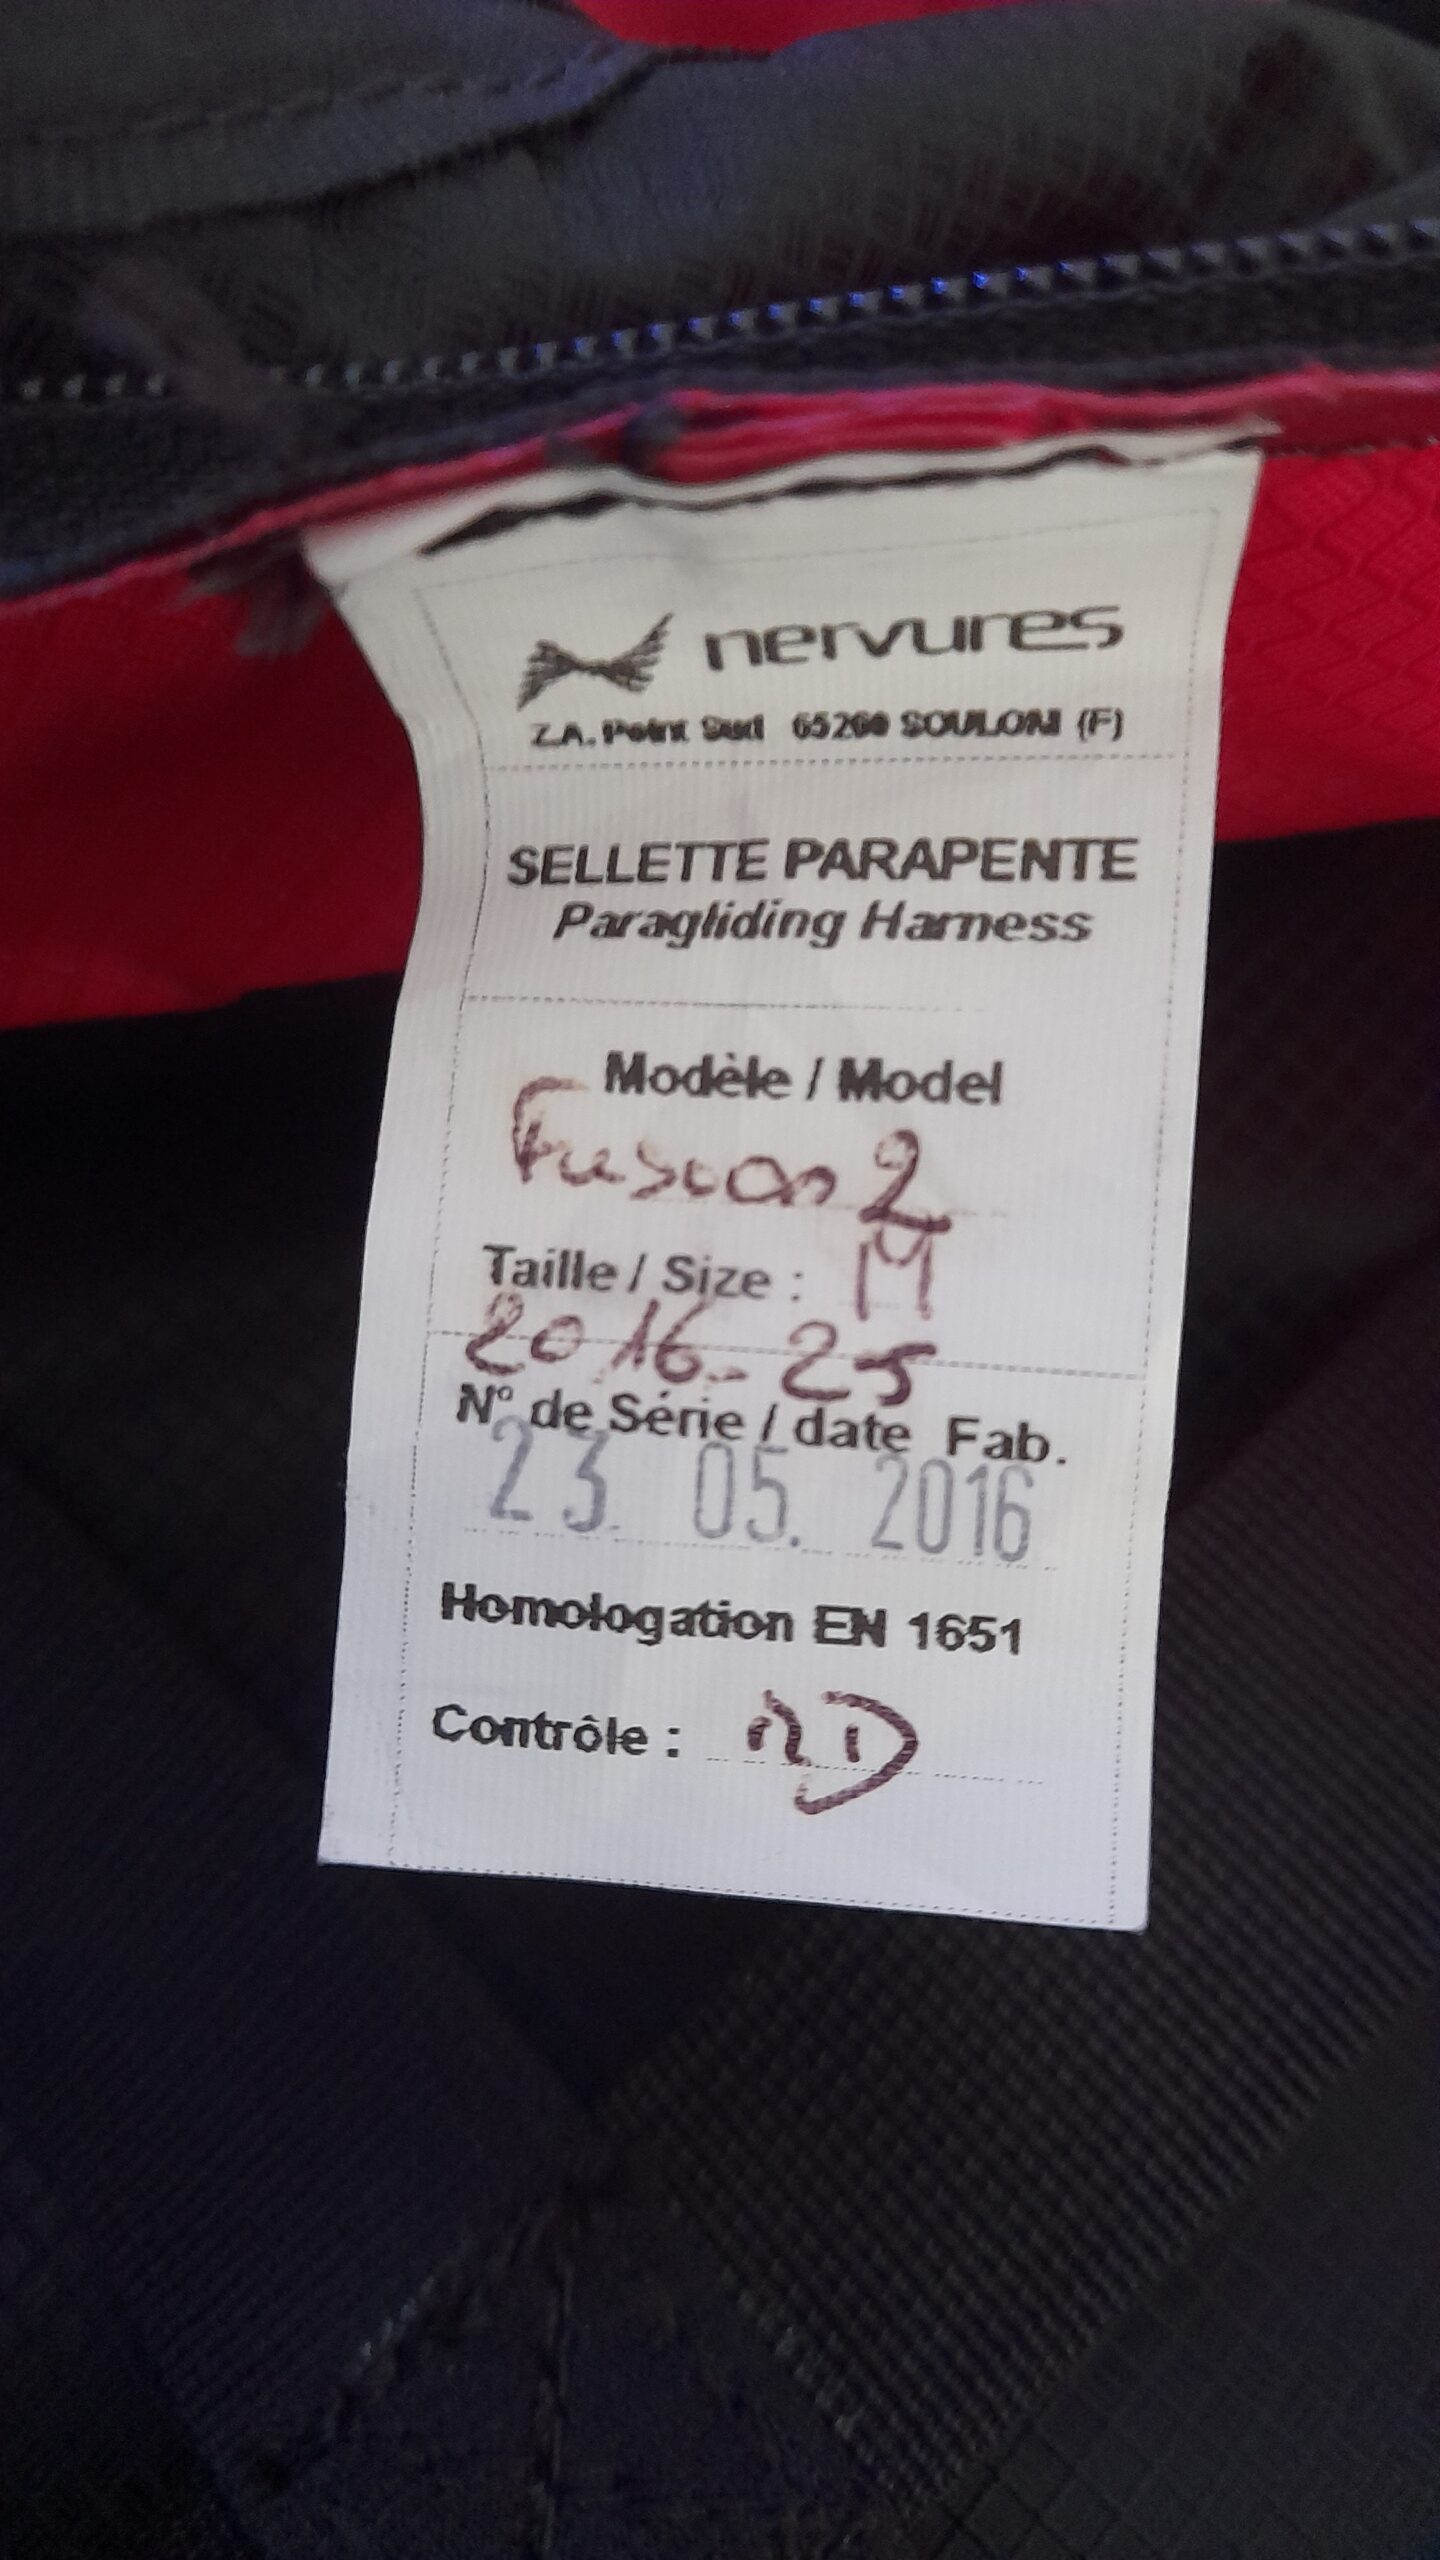 nervures
Z.A. Point Sud 65260 SOULOM (F)
SELLETTE PARAPENTE
Paragliding Harness
Modèle / Model
Fusion 2
Taille / Size : M
2016-25
N° de Série / date Fab.
23. 05. 2016
Homologation EN 1651
Contrôle : RD